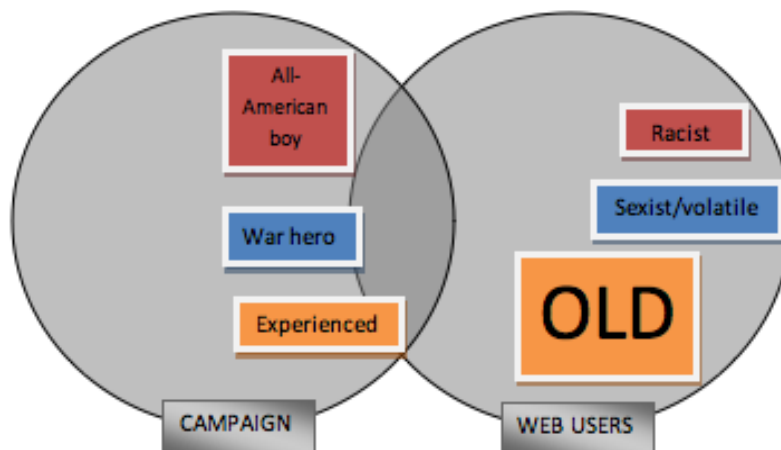 All-
American
boy
Racist
War hero
Sexist/volatile
Experienced
OLD
CAMPAIGN
WEB USERS